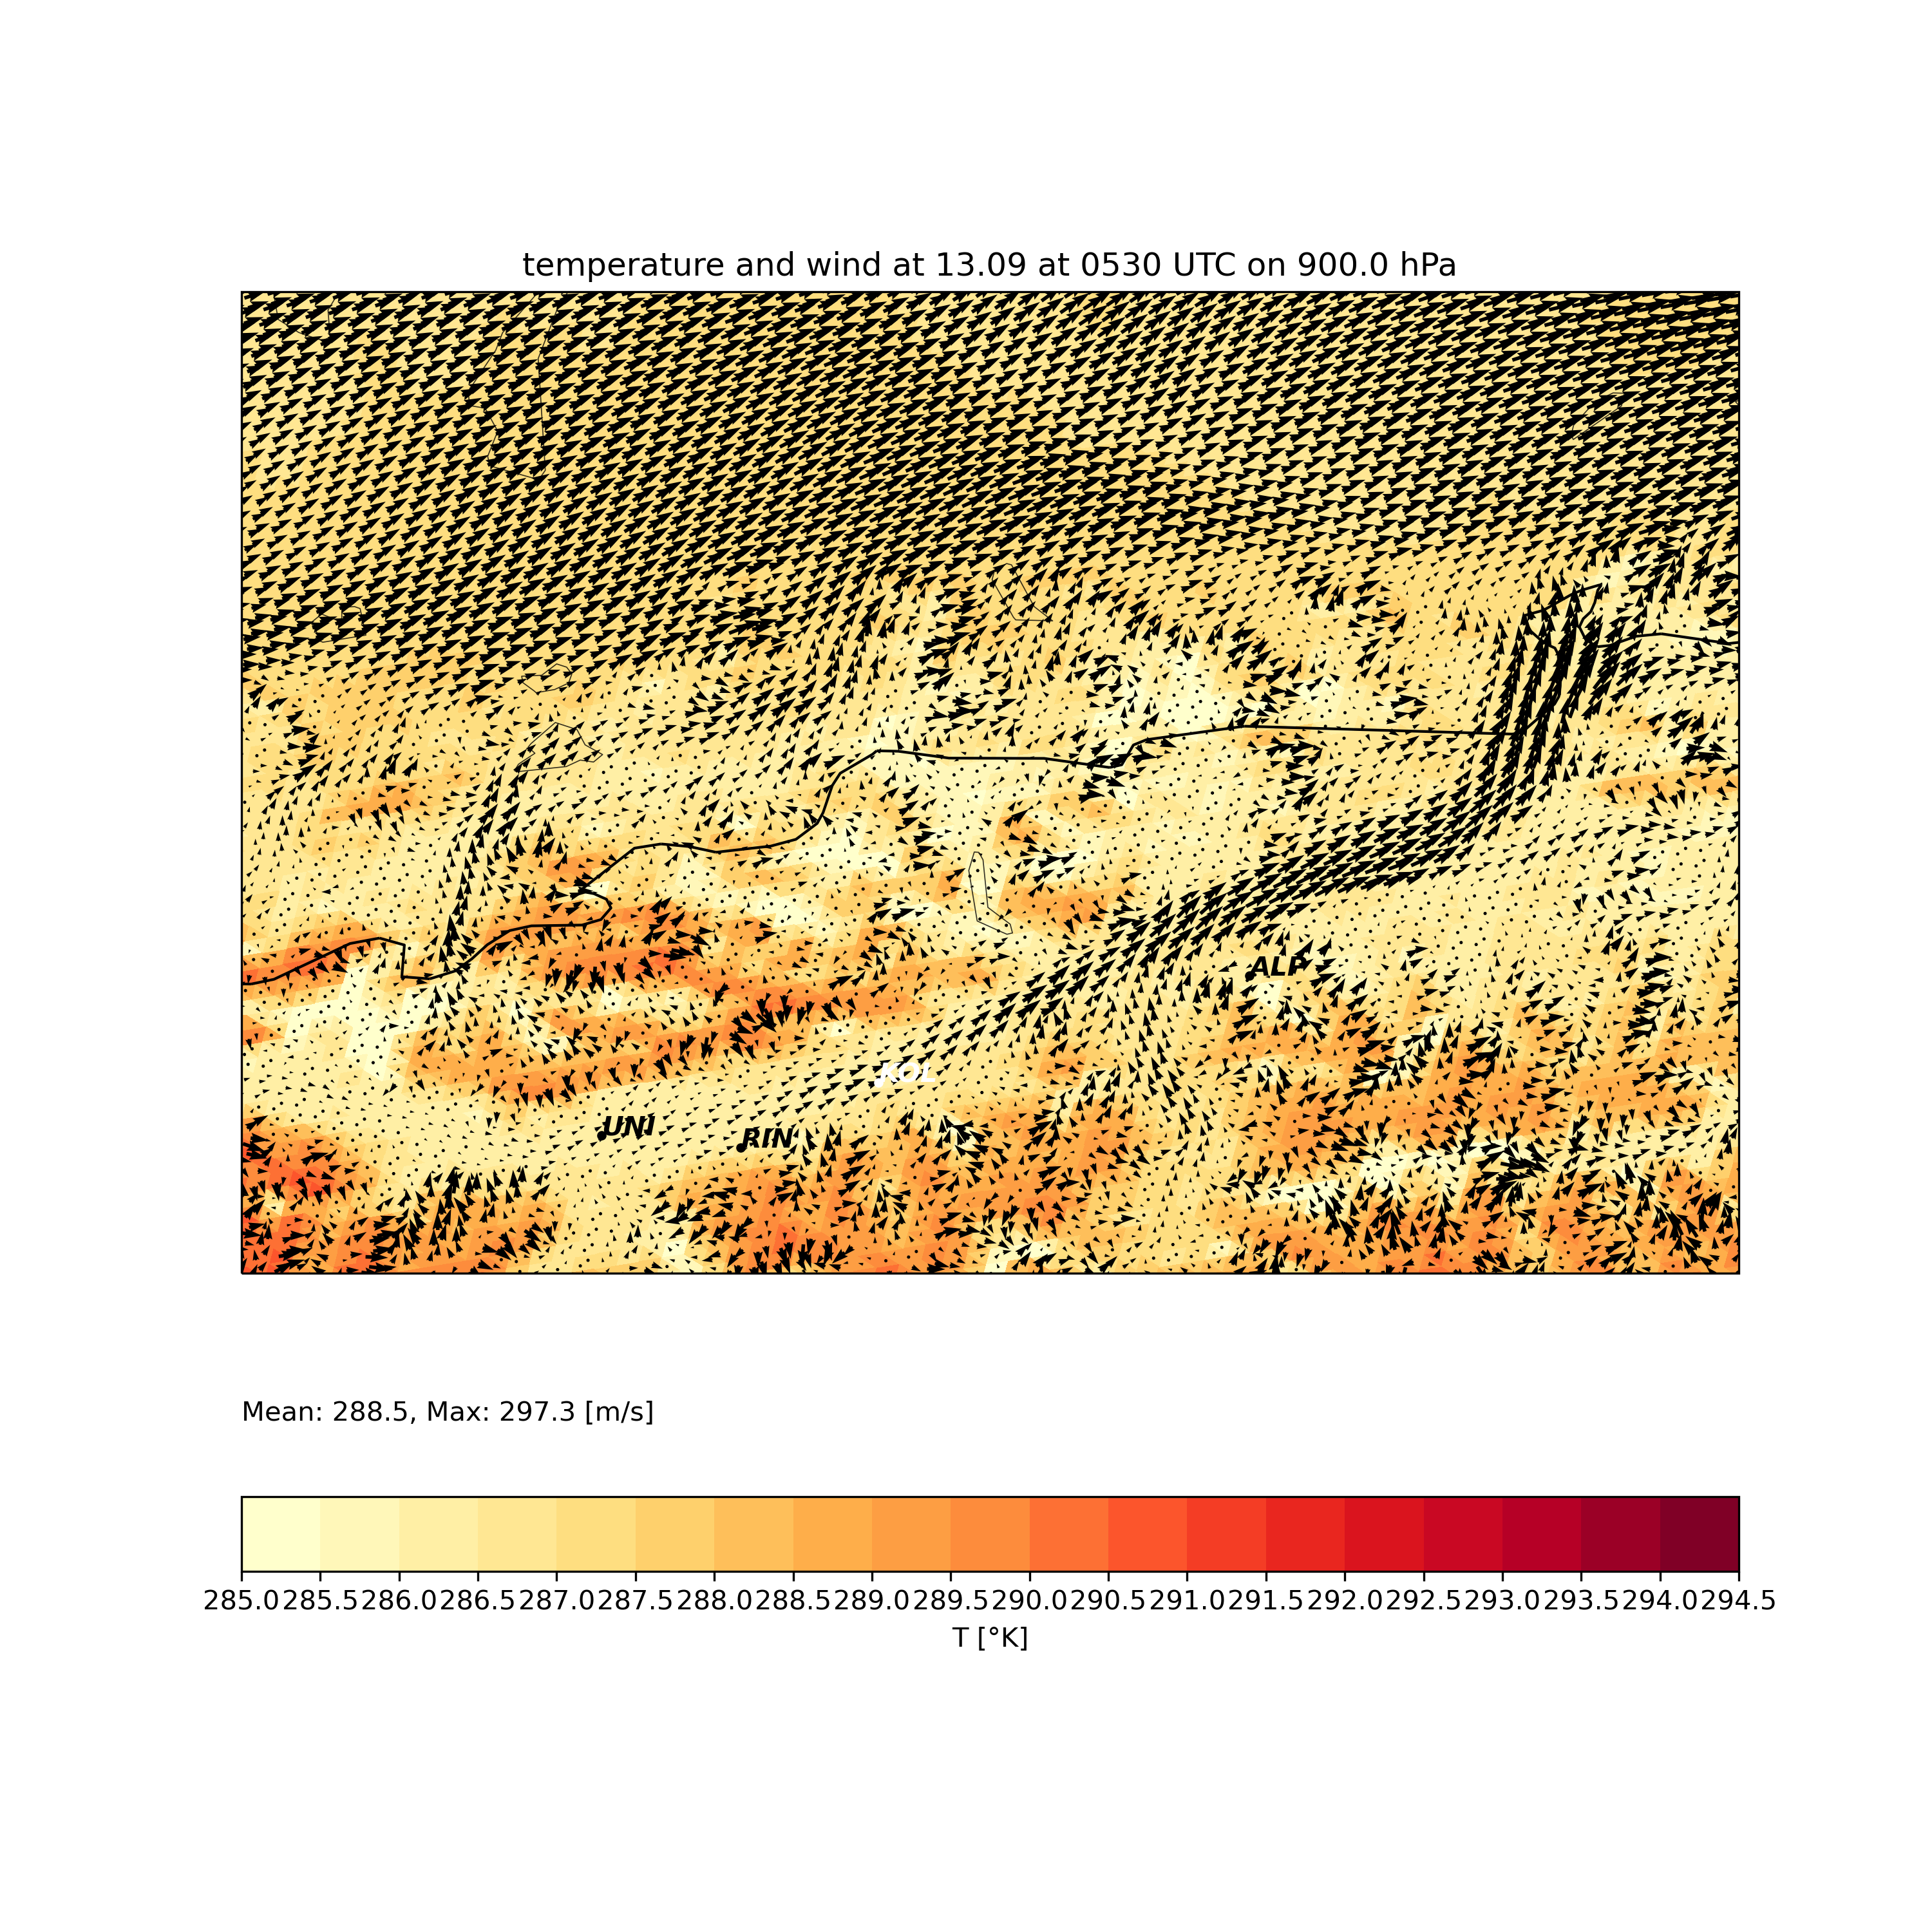 temperature and wind at 13.09 at 0530 UTC on 900.0 hPa
ALP
KOL
UNI
RIN
Mean: 288.5, Max: 297.3 [m/s]
285.0 285.5 286.0 286.5 287.0 287.5 288.0 288.5 289.0 289.5 290.0 290.5 291.0 291.5 292.0 292.5 293.0 293.5 294.0 294.5
T [°K]